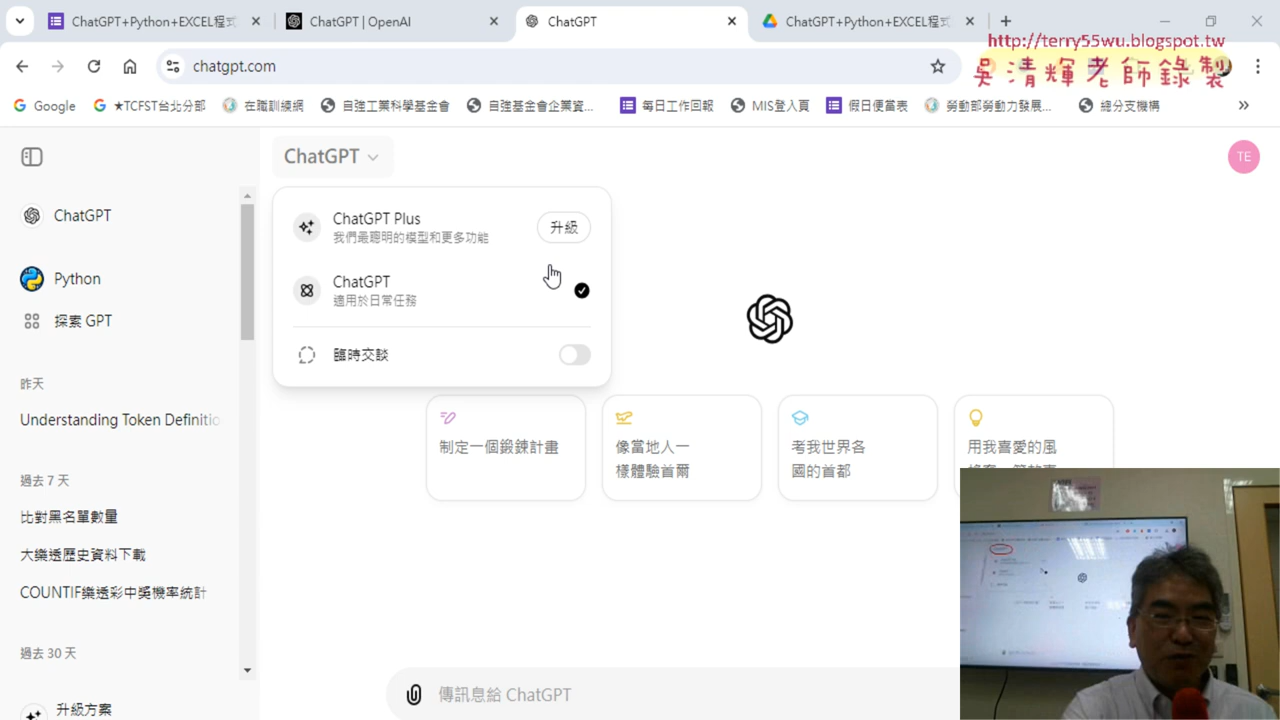 ChatGPT+Python+EXCEL程式
ChatGPT | OpenAI
ChatGPT
ChatGPT+Python+EXCEL程式
http://terry55wu.blogspot.tw
吳清輝老師錄製
chatgpt.com
Google
★TCFST台北分部
在職訓練網
自強工業科學基金會
自強基金會企業資...
每日工作回報
MIS登入頁
假日便當表
勞動部勞動力發展...
總分支機構
ChatGPT
TE
ChatGPT
ChatGPT Plus
我們最聰明的模型和更多功能
升級
Python
ChatGPT
適用於日常任務
探索 GPT
臨時交談
昨天
Understanding Token Definitio
制定一個鍛鍊計畫
像當地人一
樣體驗首爾
考我世界各
國的首都
用我喜愛的風
過去 7 天
比對黑名單數量
大樂透歷史資料下載
COUNTIF樂透彩中獎機率統計
過去 30 天
升級方案
傳訊息給 ChatGPT